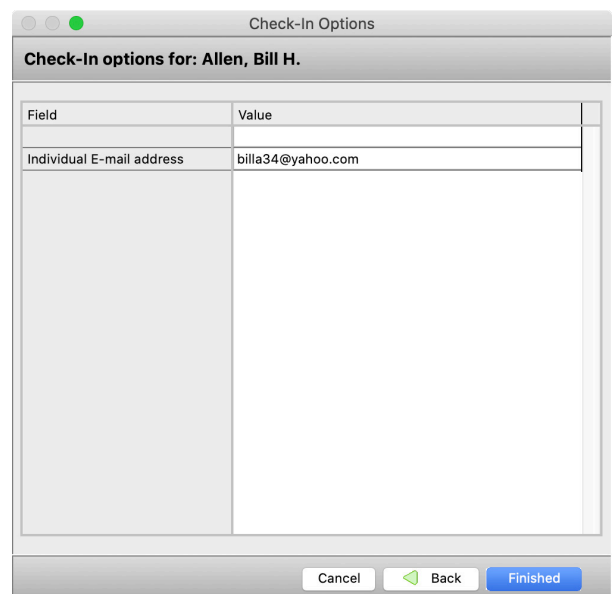 Check-In Options
Check-In options for: Allen, Bill H.
Field Value
Individual E-mail address billa34@yahoo.com
Cancel Back Finished